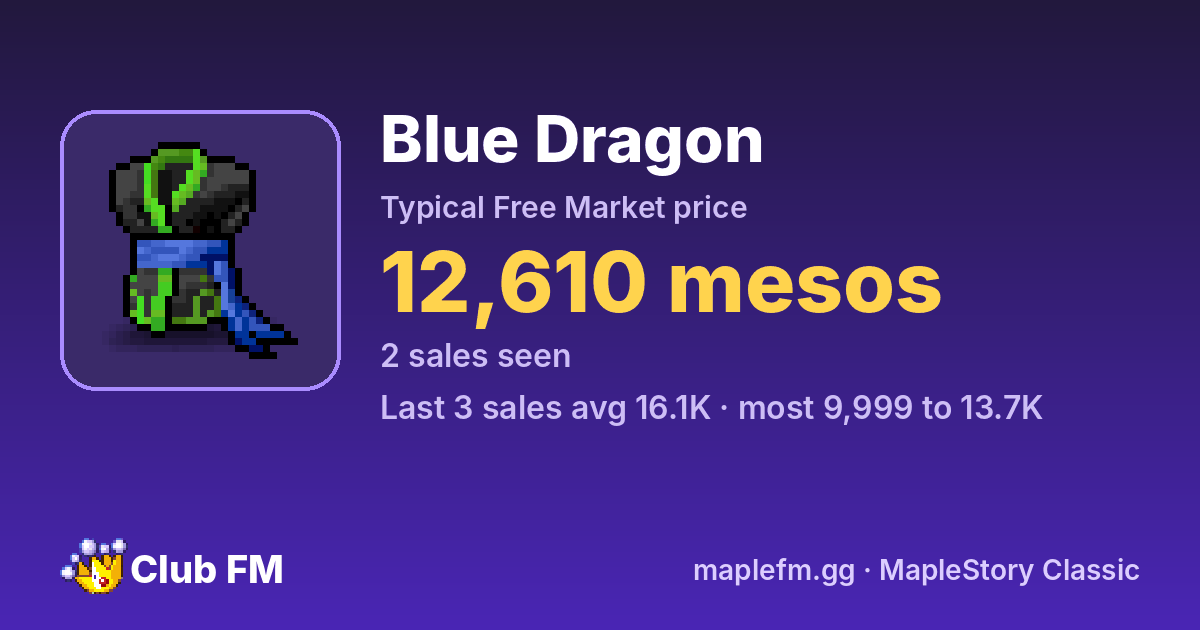 Blue Dragon
Typical Free Market price
12,610 mesos
2 sales seen
Last 3 sales avg 16.1K · most 9,999 to 13.7K
Club FM
maplefm.gg · MapleStory Classic